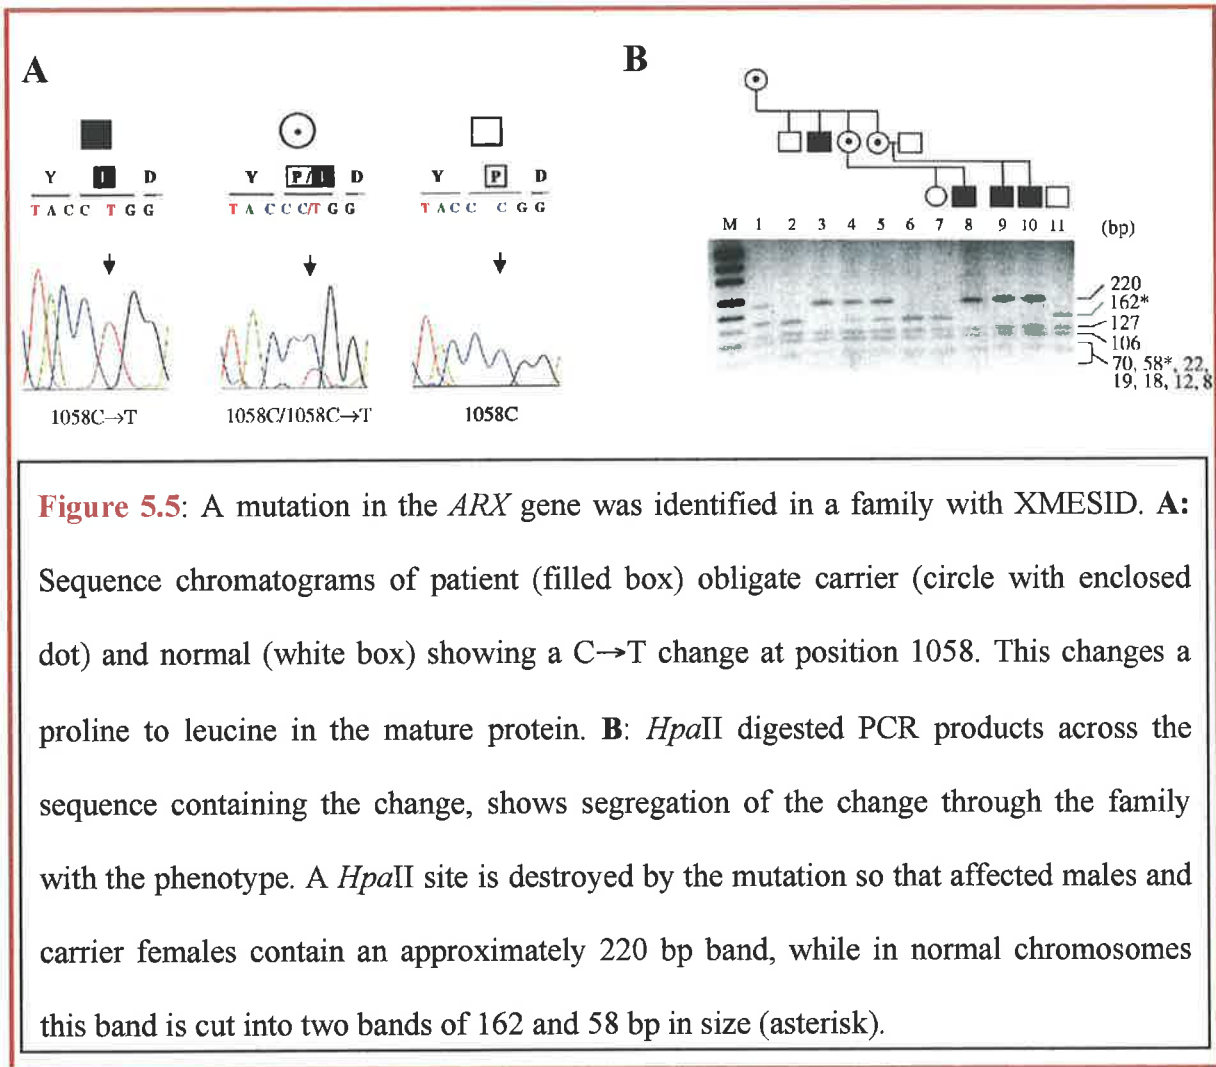 A
B
Y I D
Y P/I D
Y P D
T A C C T G G
T A C C C/T G G
T A C C C G G
1058C→T
1058C/1058C→T
1058C
M 1 2 3 4 5 6 7 8 9 10 11 (bp)
220
162*
127
106
70, 58*, 22,
19, 18, 12, 8
Figure 5.5: A mutation in the ARX gene was identified in a family with XMESID. A:
Sequence chromatograms of patient (filled box) obligate carrier (circle with enclosed
dot) and normal (white box) showing a C→T change at position 1058. This changes a
proline to leucine in the mature protein. B: HpaII digested PCR products across the
sequence containing the change, shows segregation of the change through the family
with the phenotype. A HpaII site is destroyed by the mutation so that affected males and
carrier females contain an approximately 220 bp band, while in normal chromosomes
this band is cut into two bands of 162 and 58 bp in size (asterisk).